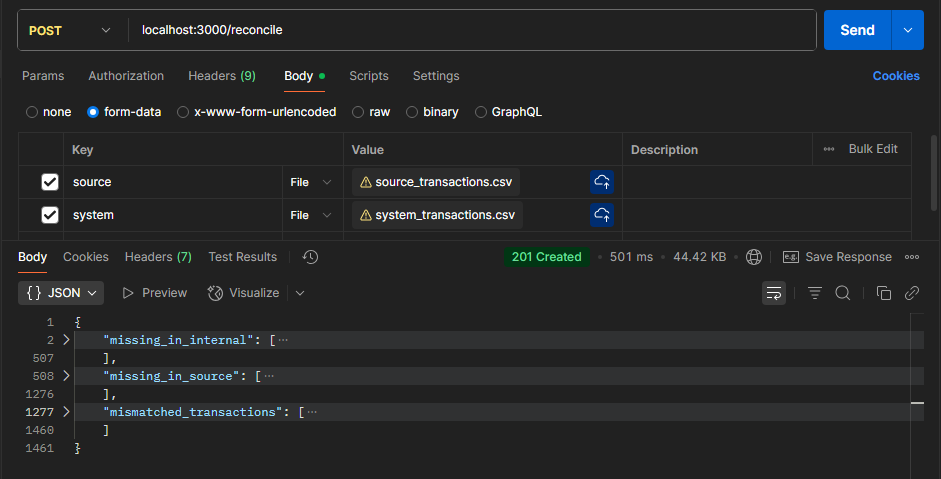 POST localhost:3000/reconcile Send
Params Authorization Headers (9) Body Scripts Settings Cookies
none form-data x-www-form-urlencoded raw binary GraphQL
Key Value Description ••• Bulk Edit
source File source_transactions.csv
system File system_transactions.csv
Body Cookies Headers (7) Test Results 201 Created • 501 ms • 44.42 KB • e.g. Save Response •••
{} JSON Preview Visualize
1 {
2 "missing_in_internal": [ ···
507 ],
508 "missing_in_source": [ ···
1276 ],
1277 "mismatched_transactions": [ ···
1460 ]
1461 }